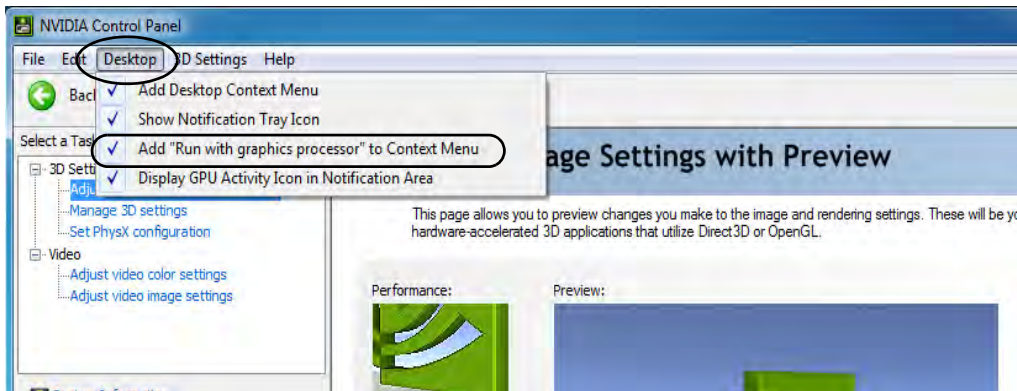 NVIDIA Control Panel
File Edit Desktop 3D Settings Help
Back
Add Desktop Context Menu
Show Notification Tray Icon
Add "Run with graphics processor" to Context Menu
Display GPU Activity Icon in Notification Area
Select a Tas
age Settings with Preview
3D Setti
Adju
Manage 3D settings
Set PhysX configuration
Video
Adjust video color settings
Adjust video image settings
This page allows you to preview changes you make to the image and rendering settings. These will be yo
hardware-accelerated 3D applications that utilize Direct3D or OpenGL.
Performance:
Preview: